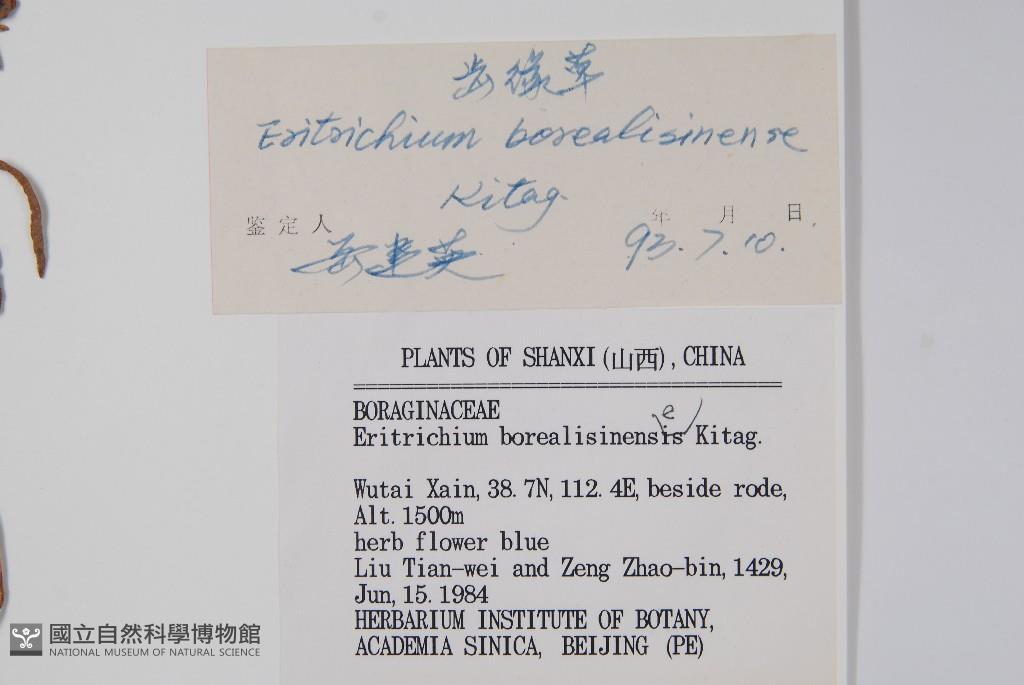 齿缘草
Eritrichium borealisinense
Kitag.
鉴定人 年 月 日
岳建英 93.7.10.
PLANTS OF SHANXI(山西), CHINA
BORAGINACEAE
e
Eritrichium borealisinensis Kitag.
Wutai Xain, 38.7N, 112.4E, beside rode,
Alt. 1500m
herb flower blue
Liu Tian-wei and Zeng Zhao-bin, 1429,
Jun, 15. 1984
HERBARIUM INSTITUTE OF BOTANY,
ACADEMIA SINICA, BEIJING (PE)
國立自然科學博物館
NATIONAL MUSEUM OF NATURAL SCIENCE